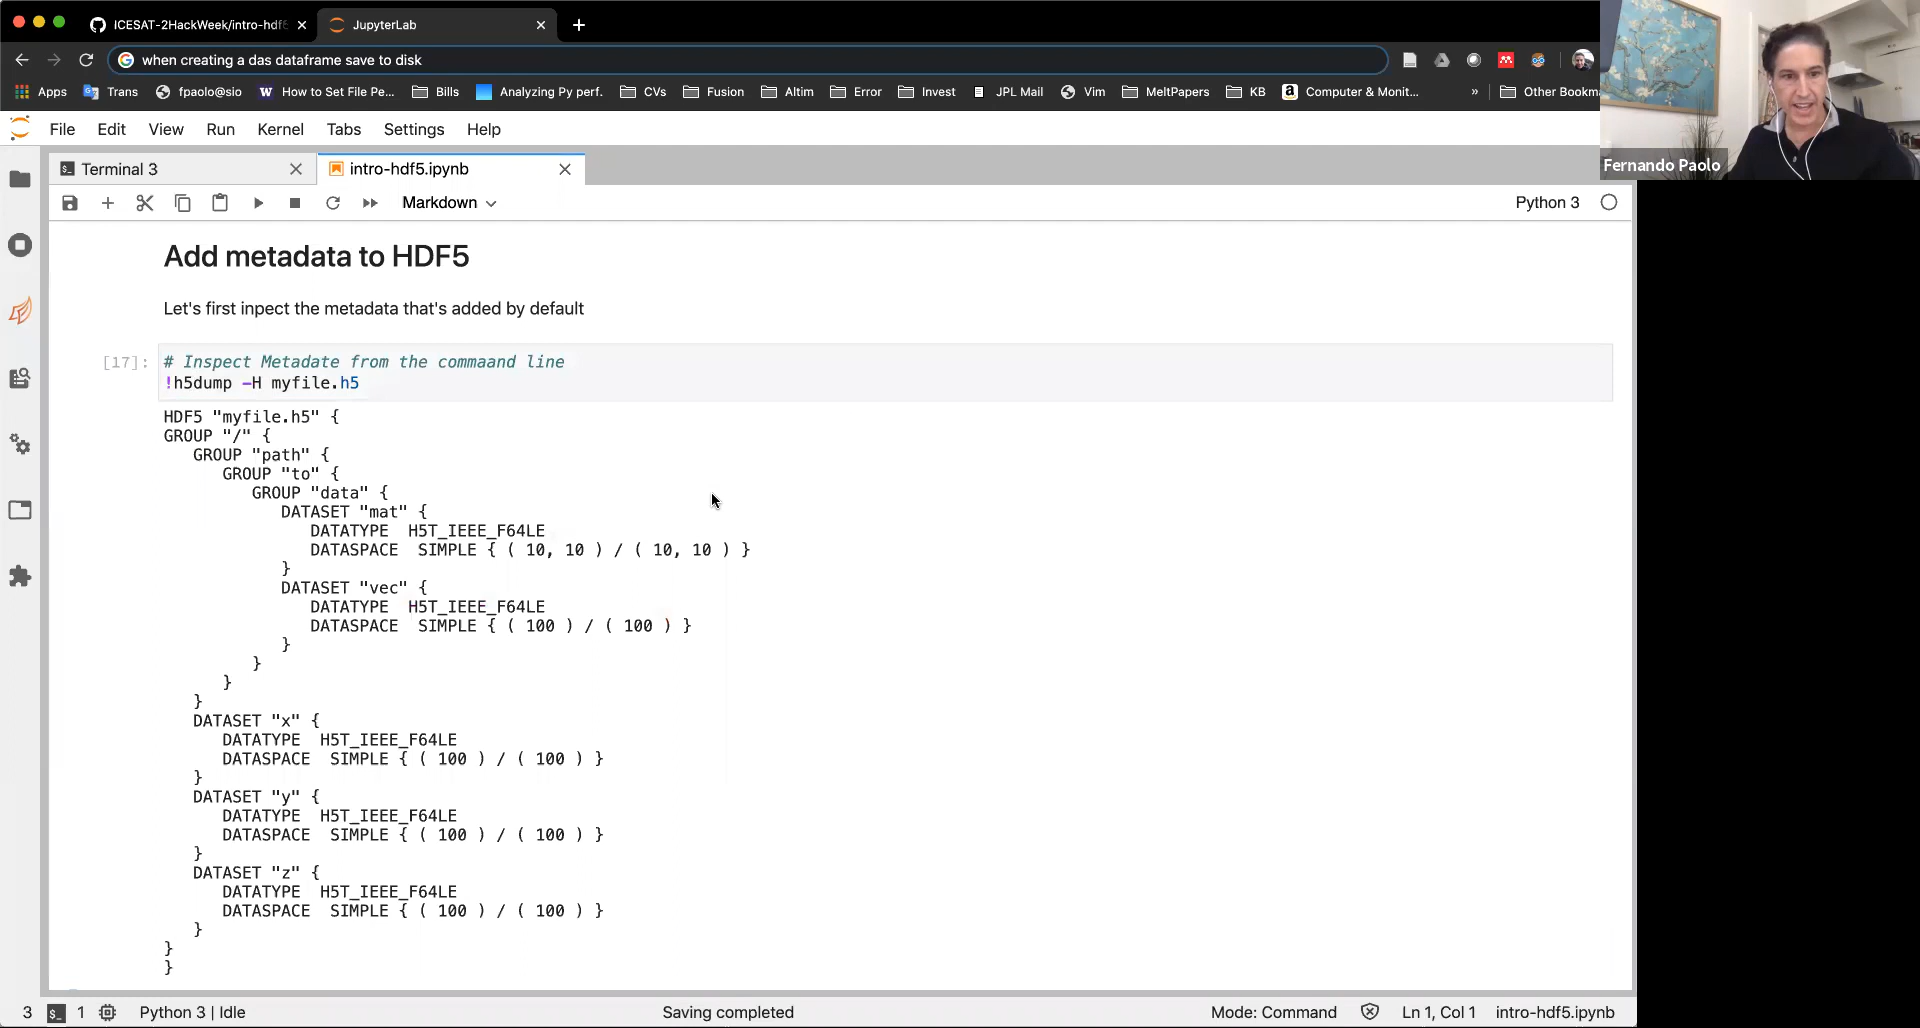 ICESAT-2HackWeek/intro-hdf5
JupyterLab
when creating a das dataframe save to disk
Apps
Trans
fpaolo@sio
How to Set File Pe...
Bills
Analyzing Py perf.
CVs
Fusion
Altim
Error
Invest
JPL Mail
Vim
MeltPapers
KB
Computer & Monit...
»
Other Bookma
Fernando Paolo
File Edit View Run Kernel Tabs Settings Help
Terminal 3
intro-hdf5.ipynb
Markdown
Python 3
Add metadata to HDF5
Let's first inpect the metadata that's added by default
[17]:
# Inspect Metadate from the commaand line
!h5dump -H myfile.h5
HDF5 "myfile.h5" {
GROUP "/" {
GROUP "path" {
GROUP "to" {
GROUP "data" {
DATASET "mat" {
DATATYPE H5T_IEEE_F64LE
DATASPACE SIMPLE { ( 10, 10 ) / ( 10, 10 ) }
}
DATASET "vec" {
DATATYPE H5T_IEEE_F64LE
DATASPACE SIMPLE { ( 100 ) / ( 100 ) }
}
}
}
}
DATASET "x" {
DATATYPE H5T_IEEE_F64LE
DATASPACE SIMPLE { ( 100 ) / ( 100 ) }
}
DATASET "y" {
DATATYPE H5T_IEEE_F64LE
DATASPACE SIMPLE { ( 100 ) / ( 100 ) }
}
DATASET "z" {
DATATYPE H5T_IEEE_F64LE
DATASPACE SIMPLE { ( 100 ) / ( 100 ) }
}
}
}
3 $_ 1 Python 3 | Idle
Saving completed
Mode: Command
Ln 1, Col 1
intro-hdf5.ipynb